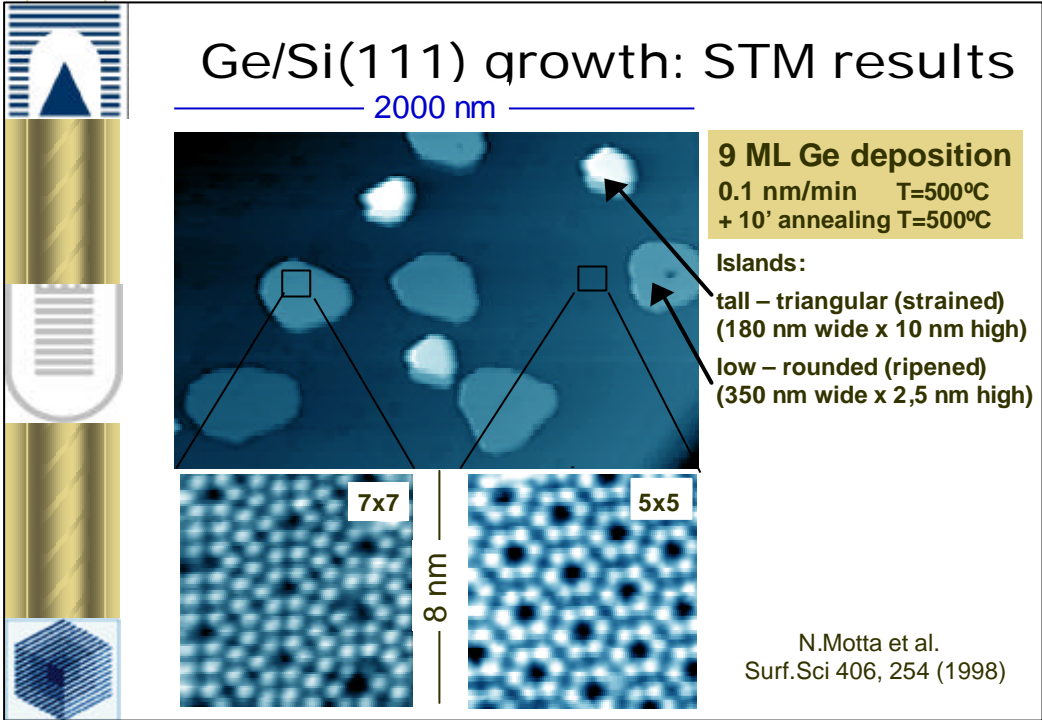 Ge/Si(111) growth: STM results
2000 nm
9 ML Ge deposition
0.1 nm/min T=500ºC
+ 10’ annealing T=500ºC
Islands:
tall – triangular (strained)
(180 nm wide x 10 nm high)
low – rounded (ripened)
(350 nm wide x 2,5 nm high)
7x7
8 nm
5x5
N.Motta et al.
Surf.Sci 406, 254 (1998)